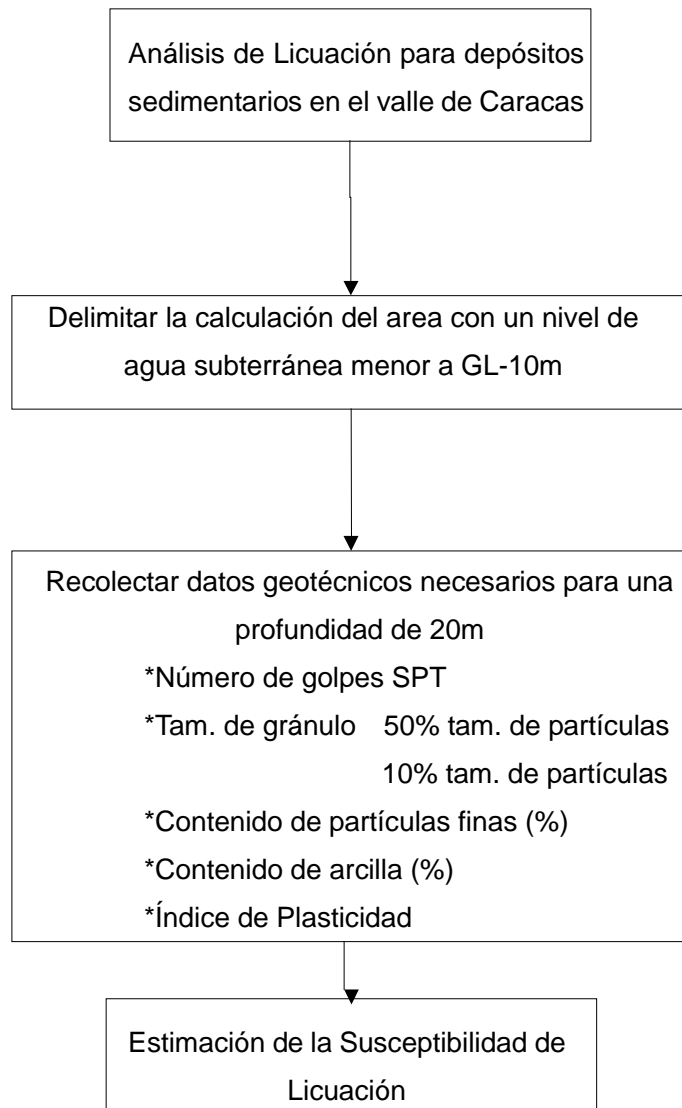 Análisis de Licuación para depósitos
sedimentarios en el valle de Caracas
Delimitar la calculación del area con un nivel de
agua subterránea menor a GL-10m
Recolectar datos geotécnicos necesarios para una
profundidad de 20m
*Número de golpes SPT
*Tam. de gránulo 50% tam. de partículas
10% tam. de partículas
*Contenido de partículas finas (%)
*Contenido de arcilla (%)
*Índice de Plasticidad
Estimación de la Susceptibilidad de
Licuación